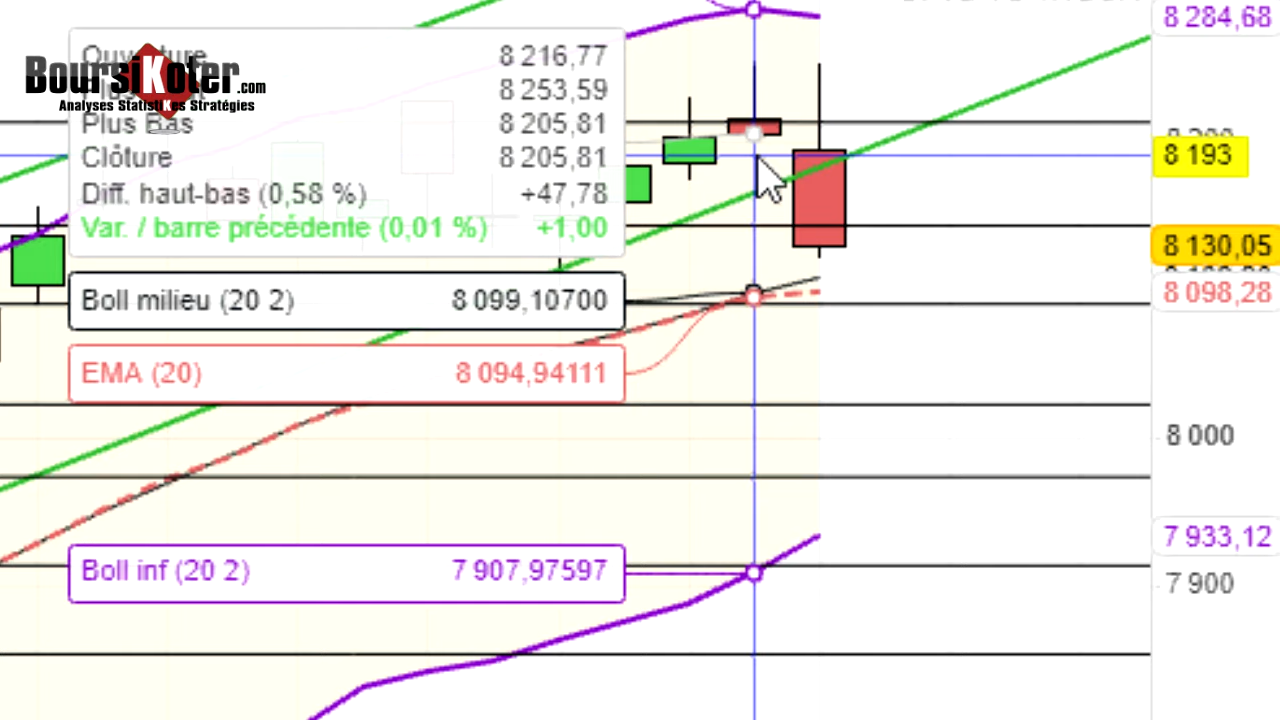 BoursiKoter.com
Analyses StatistiKes Stratégies
Ouverture 8 216,77
8 253,59
Plus Bas 8 205,81
Clôture 8 205,81
Diff. haut-bas (0,58 %) +47,78
Var. / barre précédente (0,01 %) +1,00
Boll milieu (20 2) 8 099,10700
EMA (20) 8 094,94111
Boll inf (20 2) 7 907,97597
8 284,68
8 193
8 130,05
8 098,28
8 000
7 933,12
7 900